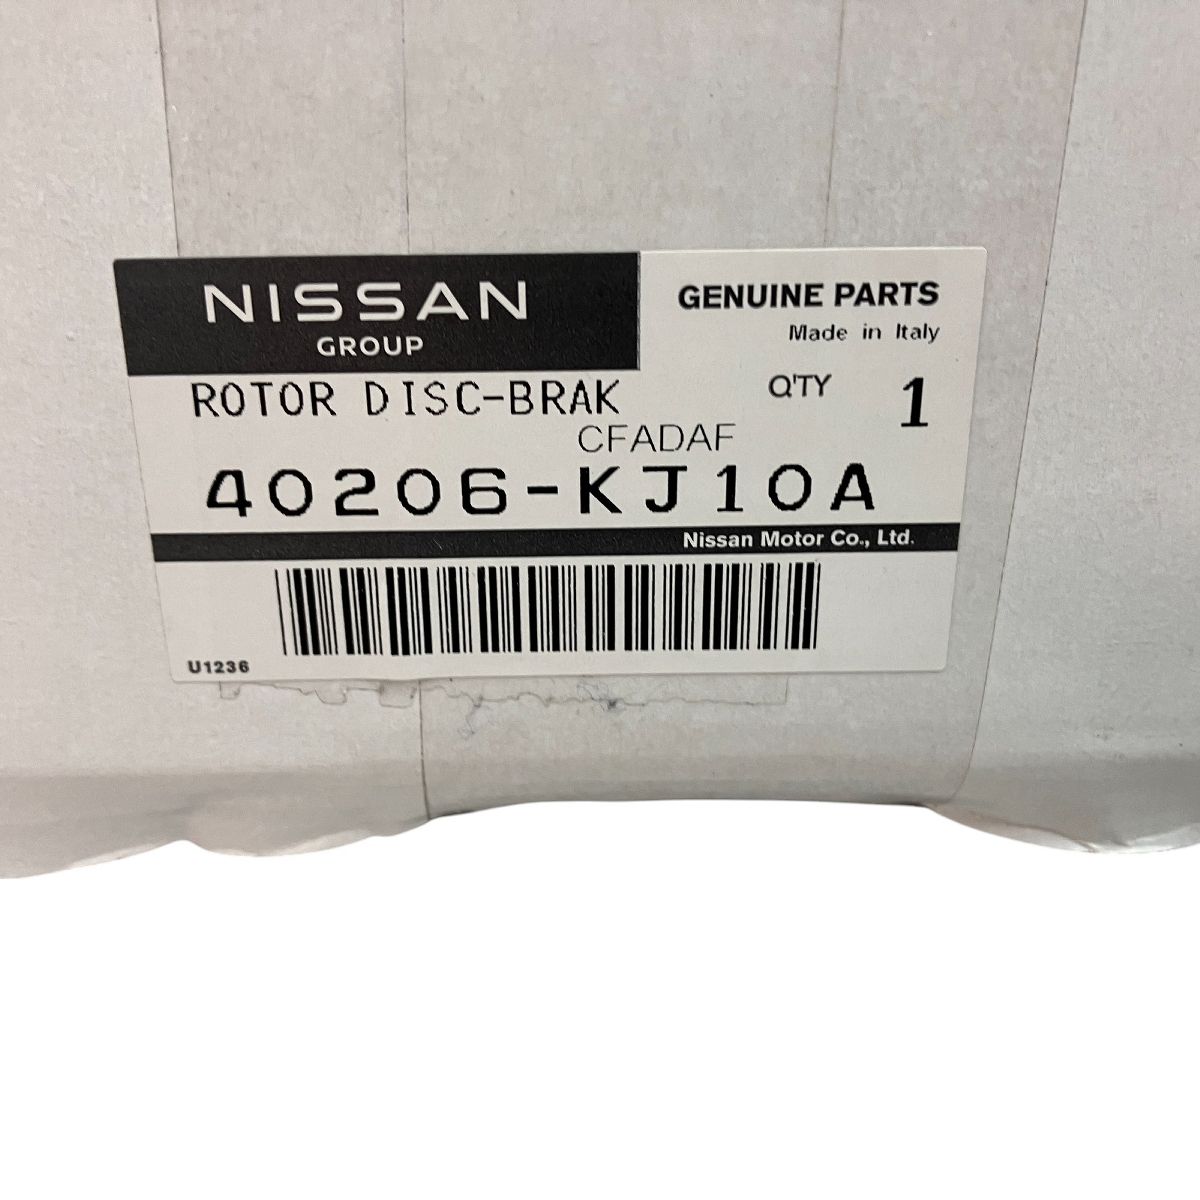 NISSAN
GROUP
GENUINE PARTS
Made in Italy
ROTOR DISC-BRAK
Q'TY 1
CFADAF
40206-KJ10A
Nissan Motor Co., Ltd.
U1236